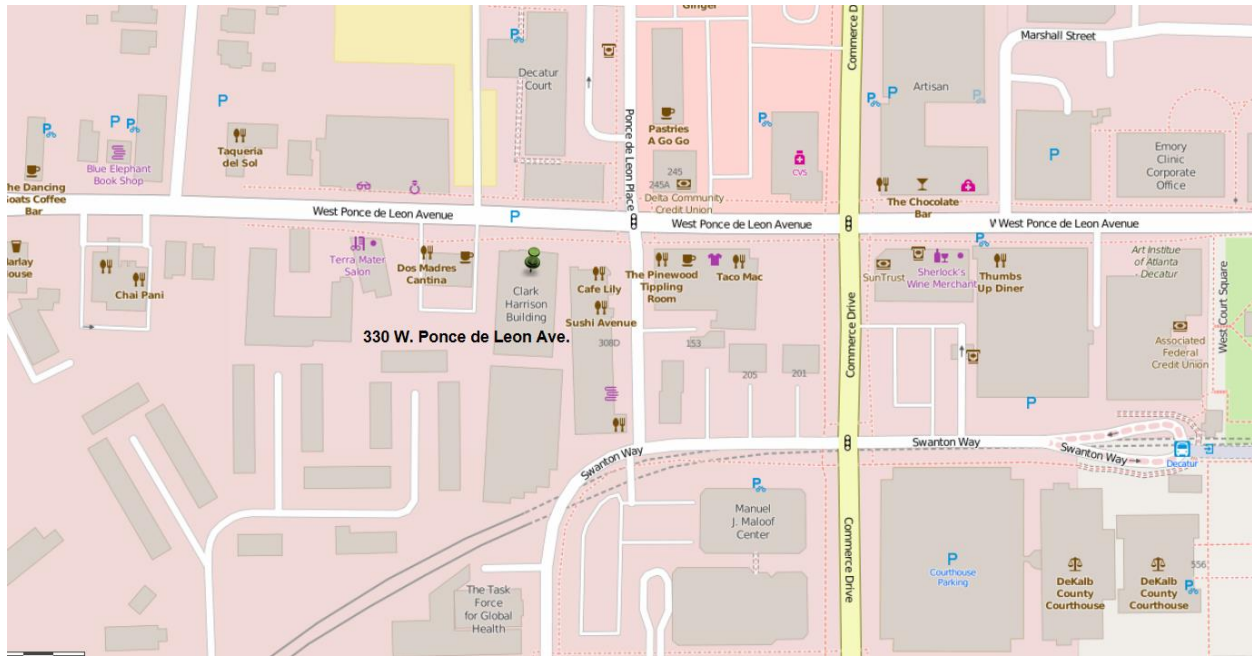 Ginger
Commerce D
Marshall Street
Decatur
Court
Artisan
Ponce de Leon Place
Pastries
A Go Go
Taqueria
del Sol
Blue Elephant
Book Shop
CVS
Emory
Clinic
Corporate
Office
245
245A
Delta Community
Credit Union
The Chocolate
Bar
he Dancing
Goats Coffee
Bar
West Ponce de Leon Avenue
P
West Ponce de Leon Avenue
West Ponce de Leon Avenue
Harlay
House
Chai Pani
Terra Mater
Salon
Dos Madres
Cantina
Clark
Harrison
Building
Cafe Lily
Sushi Avenue
308D
The Pinewood
Tippling
Room
Taco Mac
SunTrust
Sherlock's
Wine Merchant
Thumbs
Up Diner
Art Institue
of Atlanta
- Decatur
West Court Square
Commerce Drive
330 W. Ponce de Leon Ave.
153
205
201
Associated
Federal
Credit Union
P
Swanton Way
Swanton Way
Swanton Way
Decatur
Manuel
J. Maloof
Center
Commerce Drive
P
Courthouse
Parking
DeKalb
County
Courthouse
DeKalb
County
Courthouse
556
The Task
Force
for Global
Health